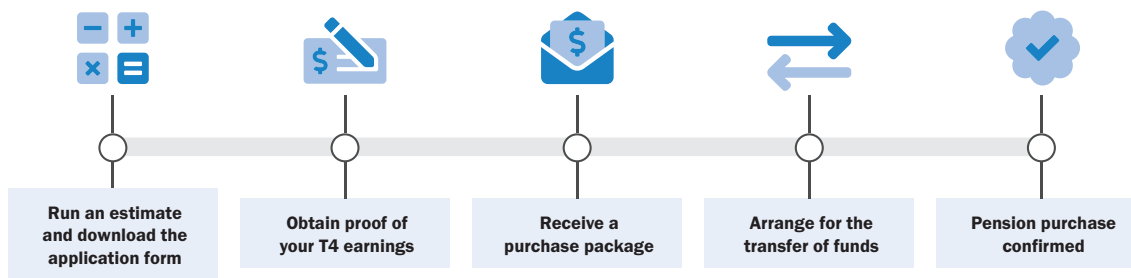 Run an estimate
and download the
application form
Obtain proof of
your T4 earnings
Receive a
purchase package
Arrange for the
transfer of funds
Pension purchase
confirmed